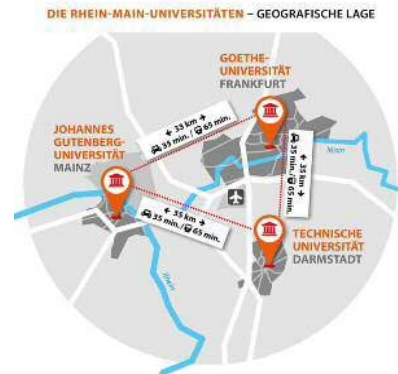 DIE RHEIN-MAIN-UNIVERSITÄTEN – GEOGRAFISCHE LAGE
GOETHE-
UNIVERSITÄT
FRANKFURT
JOHANNES
GUTENBERG-
UNIVERSITÄT
MAINZ
← 33 km →
35 min. / 65 min.
Main
← 35 km →
35 min. / 65 min.
← 35 km →
35 min. / 65 min.
TECHNISCHE
UNIVERSITÄT
DARMSTADT
Rhein